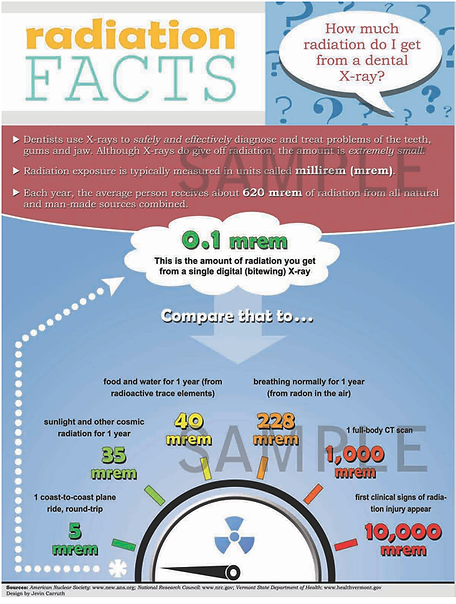 radiation
FACTS
How much
radiation do I get
from a dental
X-ray?
▶ Dentists use X-rays to safely and effectively diagnose and treat problems of the teeth,
gums and jaw. Although X-rays do give off radiation, the amount is extremely small.
▶ Radiation exposure is typically measured in units called millirem (mrem).
▶ Each year, the average person receives about 620 mrem of radiation from all natural
and man-made sources combined.
SAMPLE
0.1 mrem
This is the amount of radiation you get
from a single digital (bitewing) X-ray
Compare that to...
food and water for 1 year (from
radioactive trace elements)
40
mrem
breathing normally for 1 year
(from radon in the air)
228
mrem
sunlight and other cosmic
radiation for 1 year
35
mrem
1 full-body CT scan
1,000
mrem
SAMPLE
1 coast-to-coast plane
ride, round-trip
5
mrem
first clinical signs of radia-
tion injury appear
10,000
mrem
Sources: American Nuclear Society: www.new.ans.org; National Research Council: www.nrc.gov; Vermont State Department of Health: www.healthvermont.gov
Design by Jevin Carruth